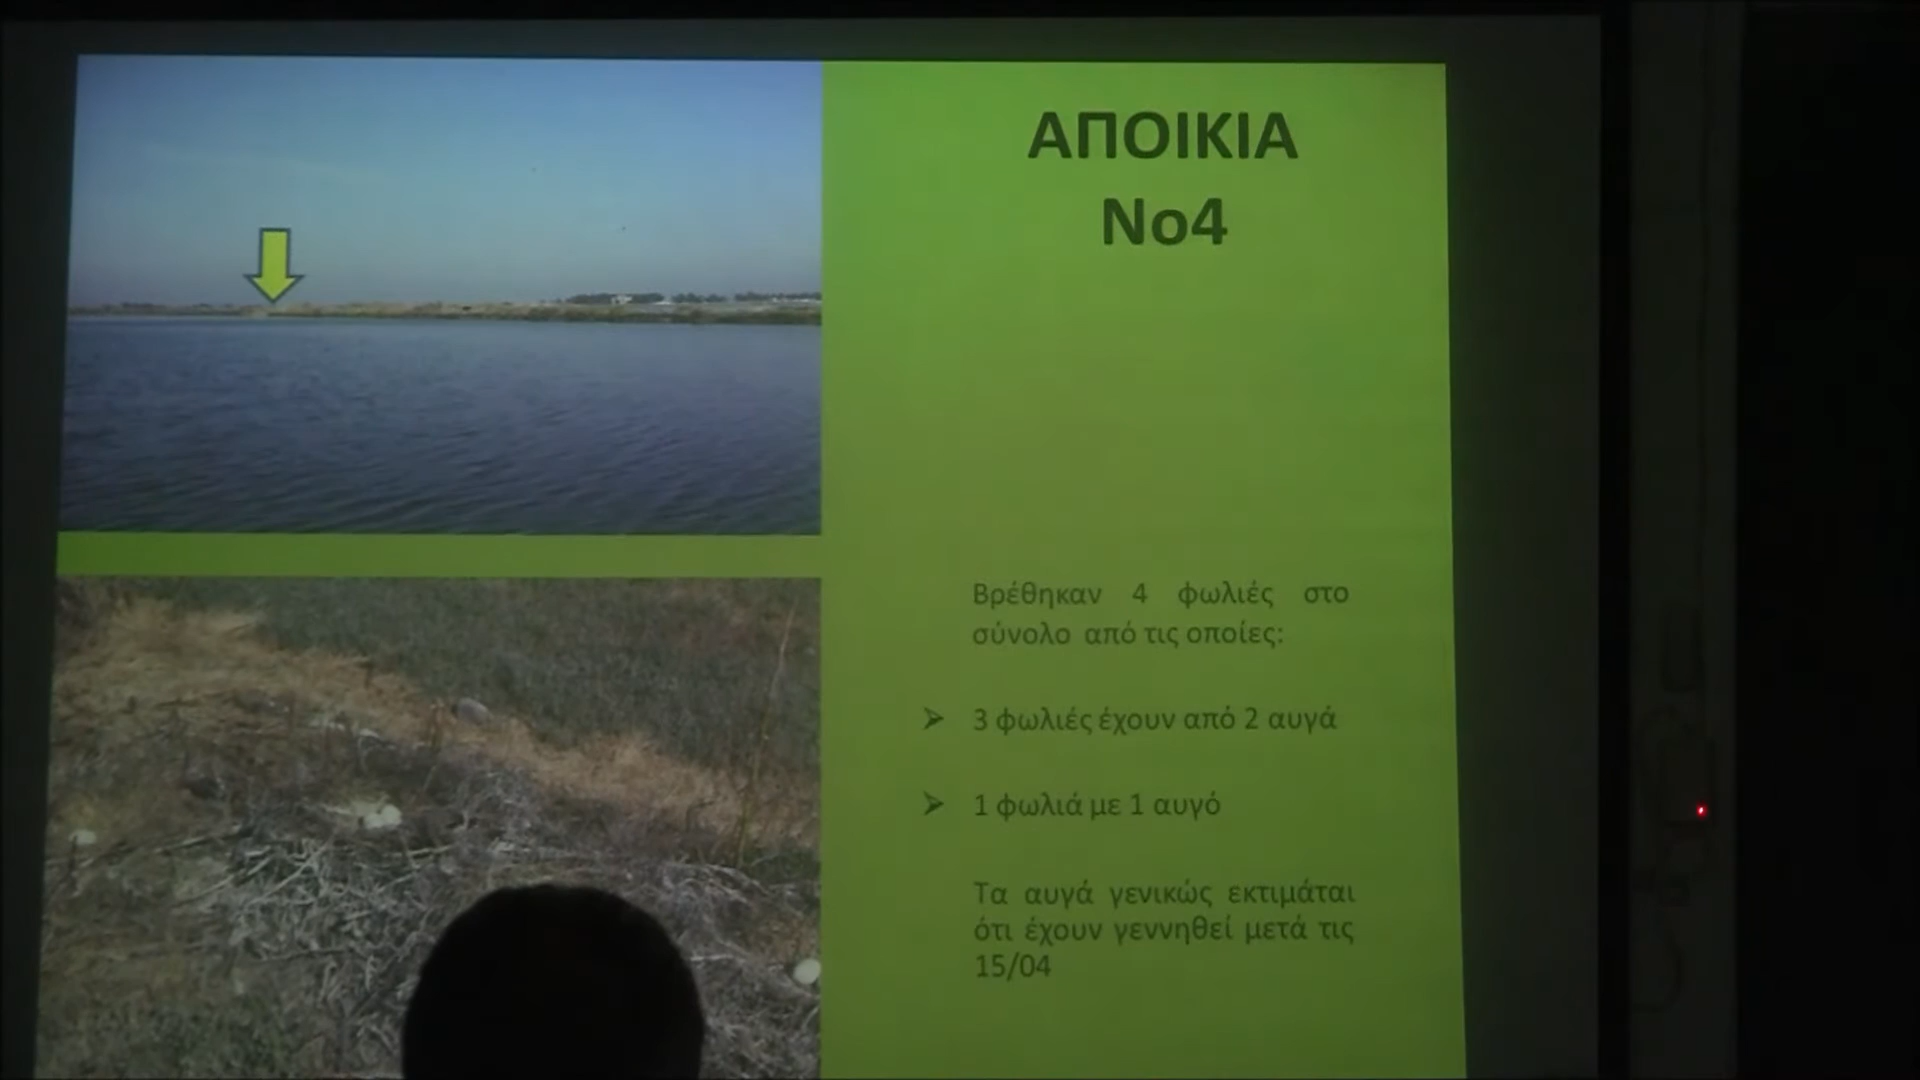 ΑΠΟΙΚΙΑ
Νο4
Βρέθηκαν 4 φωλιές στο
σύνολο από τις οποίες:
3 φωλιές έχουν από 2 αυγά
1 φωλιά με 1 αυγό
Τα αυγά γενικώς εκτιμάται
ότι έχουν γεννηθεί μετά τις
15/04